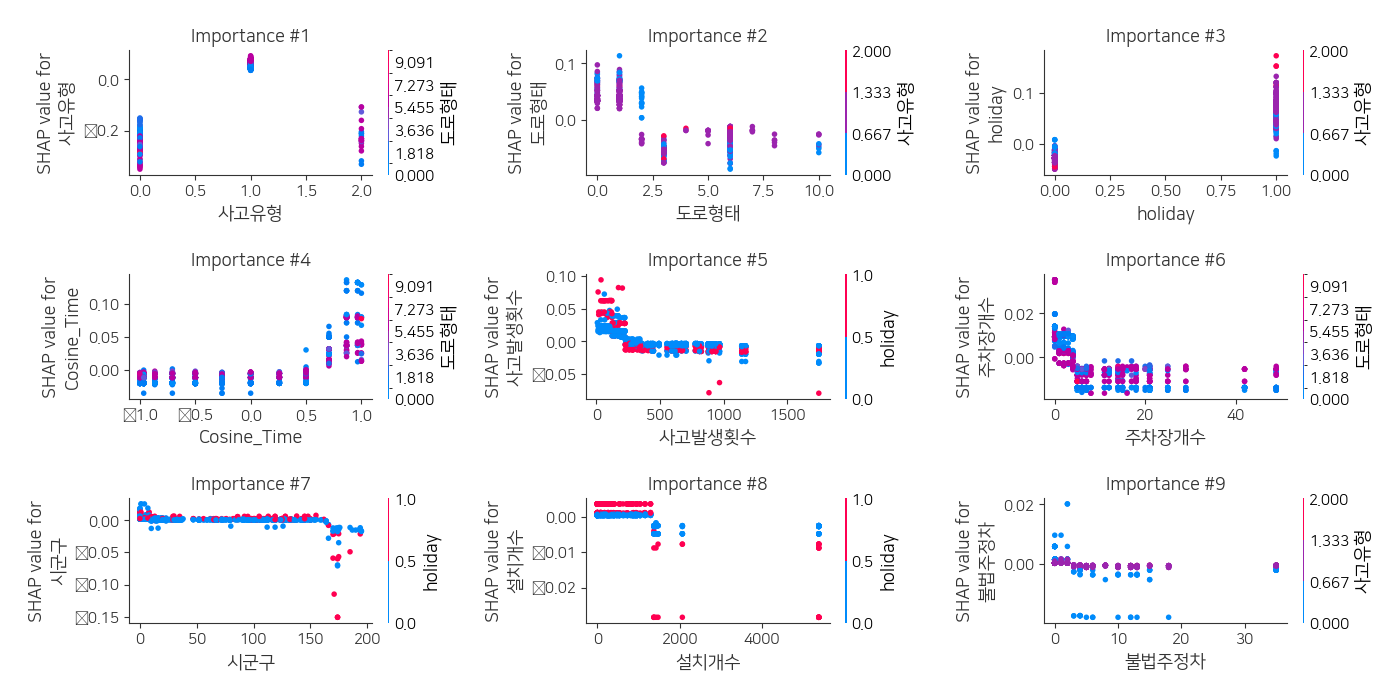 Importance #1
SHAP value for
사고유형
0.0
0.2
0.0
0.5
1.0
1.5
2.0
사고유형
9.091
7.273
5.455
3.636
1.818
0.000
도로형태
Importance #2
SHAP value for
도로형태
0.1
0.0
0.0
2.5
5.0
7.5
10.0
도로형태
2.000
1.333
0.667
0.000
사고유형
Importance #3
SHAP value for
holiday
0.1
0.0
0.00
0.25
0.50
0.75
1.00
holiday
2.000
1.333
0.667
0.000
사고유형
Importance #4
SHAP value for
Cosine_Time
0.10
0.05
0.00
1.0
0.5
0.0
0.5
1.0
Cosine_Time
9.091
7.273
5.455
3.636
1.818
0.000
도로형태
Importance #5
SHAP value for
사고발생횟수
0.10
0.05
0.00
0.05
0
500
1000
1500
사고발생횟수
1.0
0.5
0.0
holiday
Importance #6
SHAP value for
주차장개수
0.02
0.00
0
20
40
주차장개수
9.091
7.273
5.455
3.636
1.818
0.000
도로형태
Importance #7
SHAP value for
시군구
0.00
0.05
0.10
0.15
0
50
100
150
200
시군구
1.0
0.5
0.0
holiday
Importance #8
SHAP value for
설치개수
0.00
0.01
0.02
0
2000
4000
설치개수
1.0
0.5
0.0
holiday
Importance #9
SHAP value for
불법주정차
0.02
0.00
0
10
20
30
불법주정차
2.000
1.333
0.667
0.000
사고유형